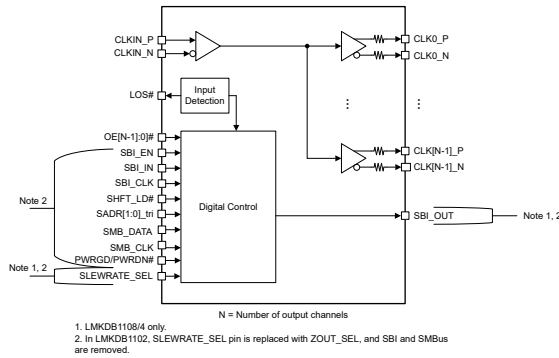 CLKIN_P
CLKIN_N
CLK0_P
CLK0_N
LOS#
Input
Detection
OE[N-1]:0]#
SBI_EN
SBI_IN
SBI_CLK
SHFT_LD#
SADR[1:0]_tri
SMB_DATA
SMB_CLK
PWRGD/PWRDN#
SLEWRATE_SEL
Note 2
Note 1, 2
Digital Control
CLK[N-1]_P
CLK[N-1]_N
SBI_OUT
Note 1, 2
N = Number of output channels
1. LMKDB1108/4 only.
2. In LMKDB1102, SLEWRATE_SEL pin is replaced with ZOUT_SEL, and SBI and SMBus
are removed.